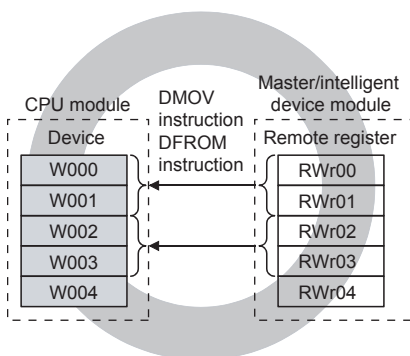 CPU module
Device
W000
W001
W002
W003
W004
DMOV
instruction
DFROM
instruction
Master/intelligent
device module
Remote register
RWr00
RWr01
RWr02
RWr03
RWr04